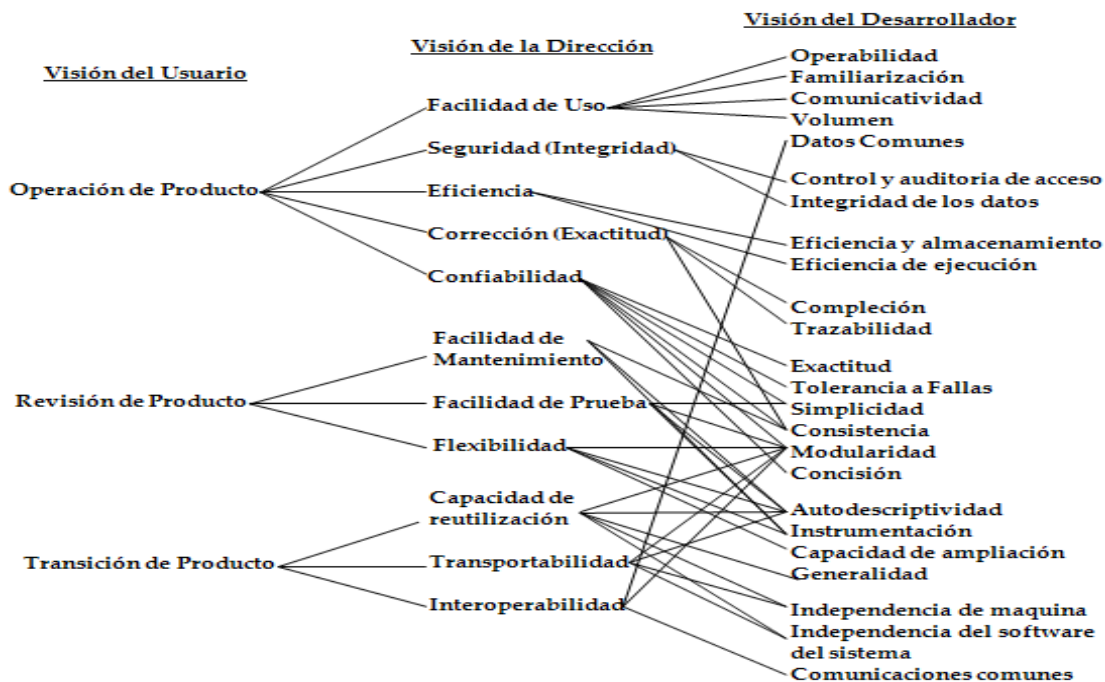 Visión del Usuario
Operación de Producto
Revisión de Producto
Transición de Producto
Visión de la Dirección
Facilidad de Uso
Seguridad (Integridad)
Eficiencia
Corrección (Exactitud)
Confiabilidad
Facilidad de
Mantenimiento
Facilidad de Prueba
Flexibilidad
Capacidad de
reutilización
Transportabilidad
Interoperabilidad
Visión del Desarrollador
Operabilidad
Familiarización
Comunicatividad
Volumen
Datos Comunes
Control y auditoria de acceso
Integridad de los datos
Eficiencia y almacenamiento
Eficiencia de ejecución
Compleción
Trazabilidad
Exactitud
Tolerancia a Fallas
Simplicidad
Consistencia
Modularidad
Concisión
Autodescriptividad
Instrumentación
Capacidad de ampliación
Generalidad
Independencia de maquina
Independencia del software
del sistema
Comunicaciones comunes